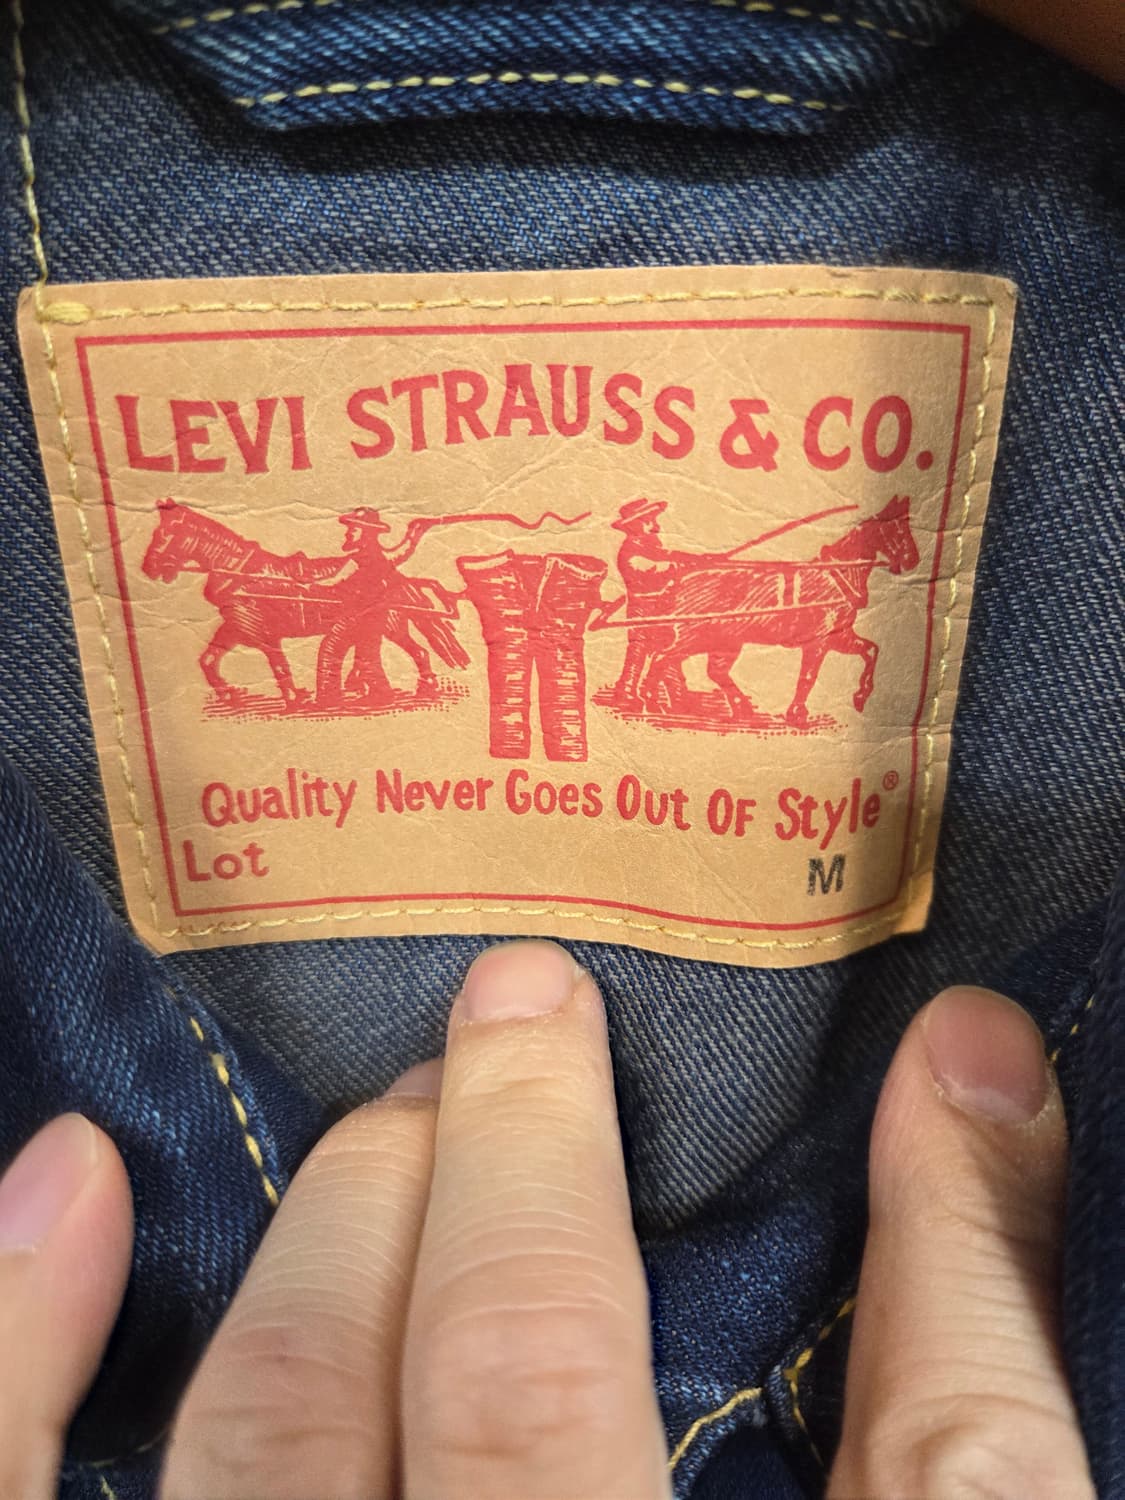 LEVI STRAUSS & CO.
Quality Never Goes Out Of Style®
Lot M